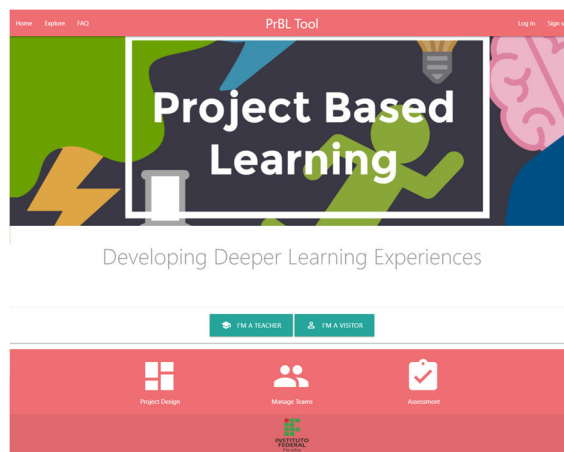 Home Explore FAQ PrBL Tool Log in Sign u
Project Based
Learning
Developing Deeper Learning Experiences
I'M A TEACHER I'M A VISITOR
Project Design Manage Teams Assessment
INSTITUTO
FEDERAL
Paraíba